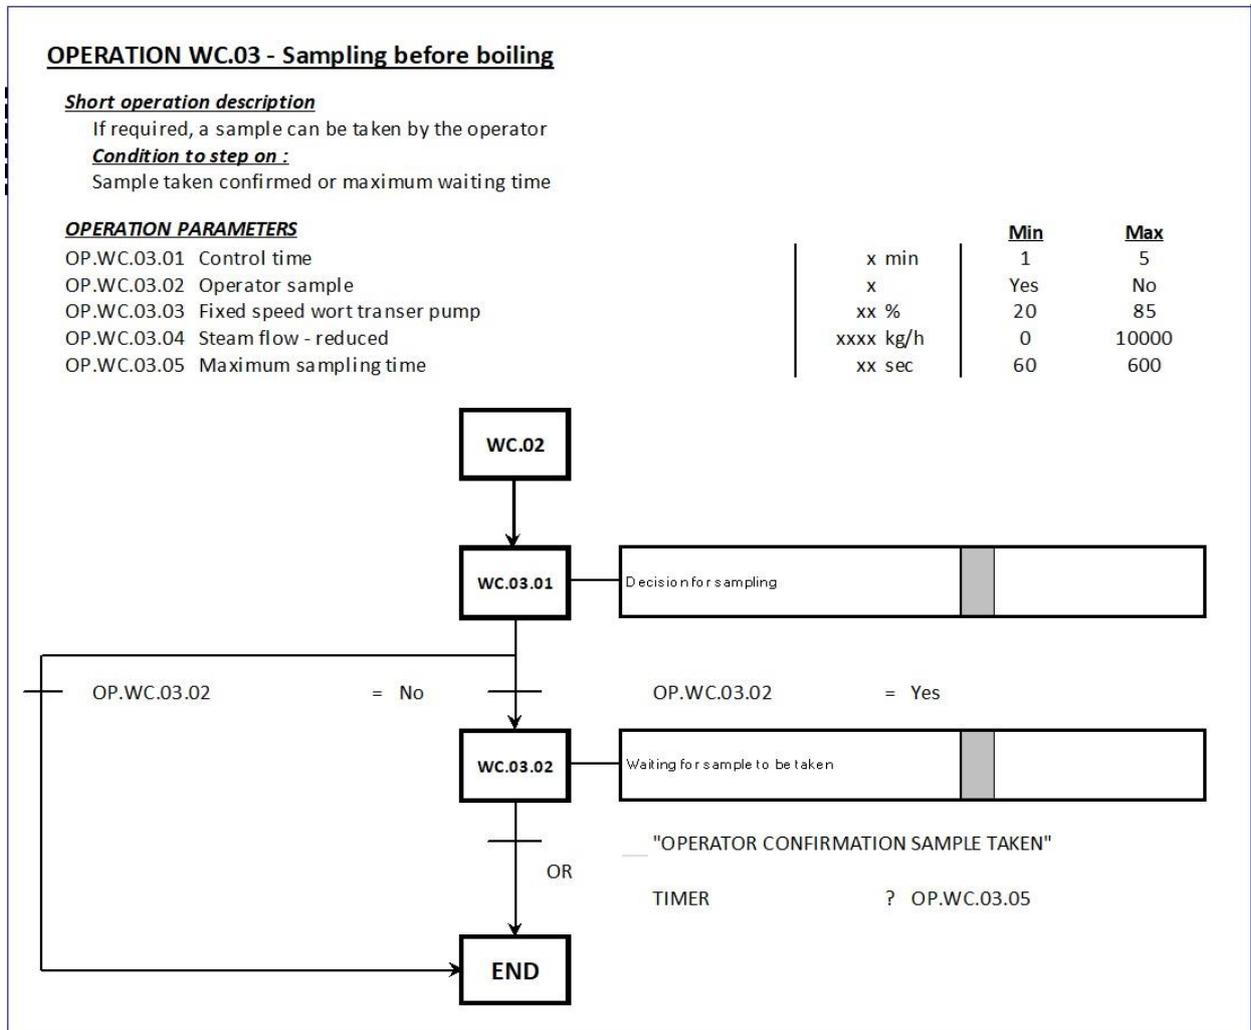 OPERATION WC.03 - Sampling before boiling
Short operation description
If required, a sample can be taken by the operator
Condition to step on :
Sample taken confirmed or maximum waiting time
OPERATION PARAMETERS Min Max
OP.WC.03.01 Control time x min 1 5
OP.WC.03.02 Operator sample x Yes No
OP.WC.03.03 Fixed speed wort transer pump xx % 20 85
OP.WC.03.04 Steam flow - reduced xxxx kg/h 0 10000
OP.WC.03.05 Maximum sampling time xx sec 60 600
WC.02
WC.03.01 Decision for sampling
OP.WC.03.02 = No OP.WC.03.02 = Yes
WC.03.02 Waiting for sample to be taken
"OPERATOR CONFIRMATION SAMPLE TAKEN"
OR
TIMER ? OP.WC.03.05
END